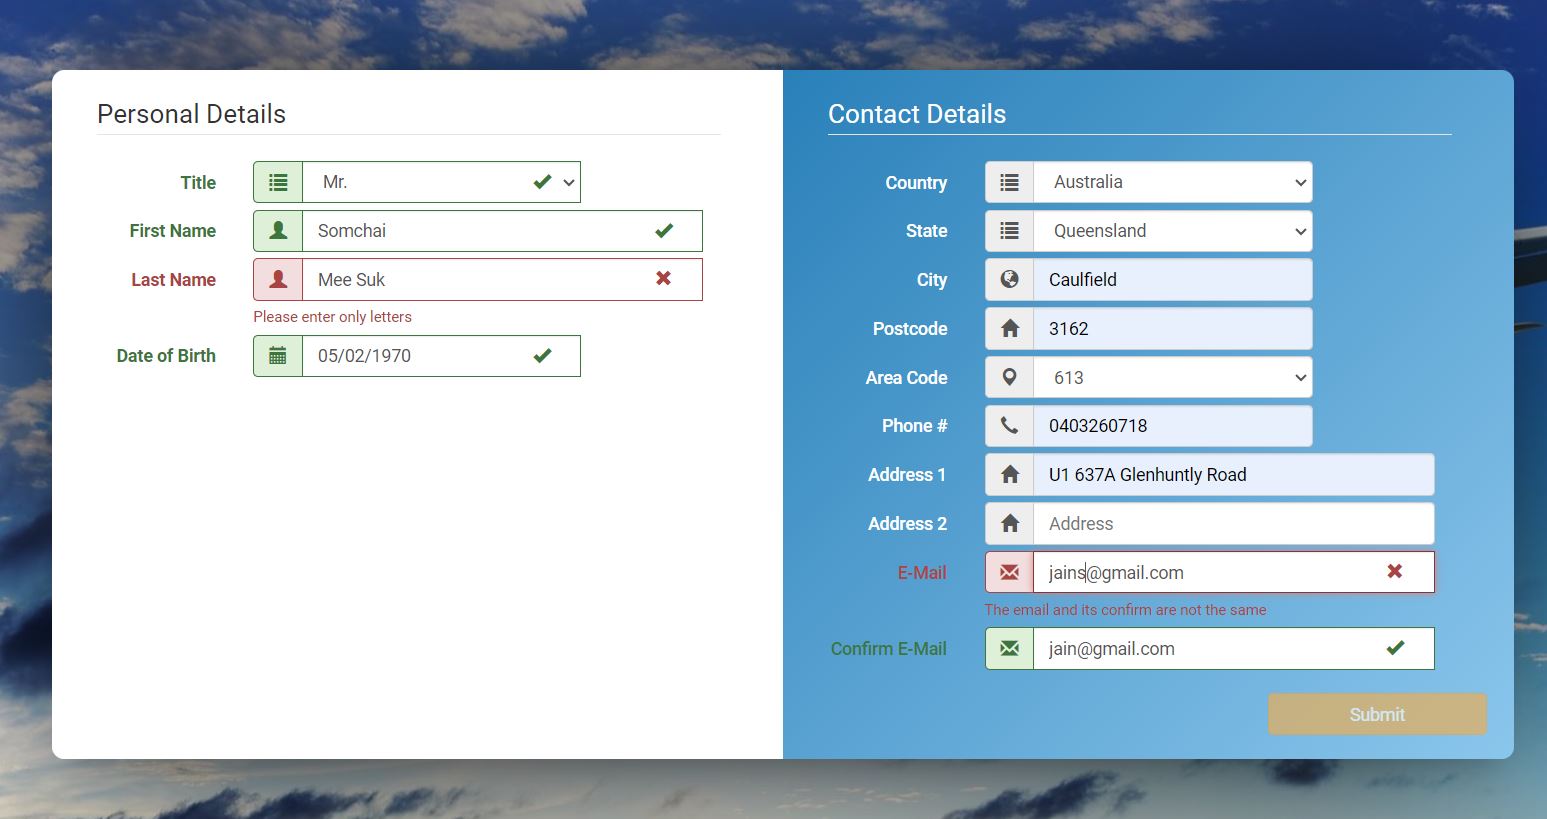 Personal Details
Title
Mr.
First Name
Somchai
Last Name
Mee Suk
Please enter only letters
Date of Birth
05/02/1970
Contact Details
Country
Australia
State
Queensland
City
Caulfield
Postcode
3162
Area Code
613
Phone #
0403260718
Address 1
U1 637A Glenhuntly Road
Address 2
Address
E-Mail
jains@gmail.com
The email and its confirm are not the same
Confirm E-Mail
jain@gmail.com
Submit